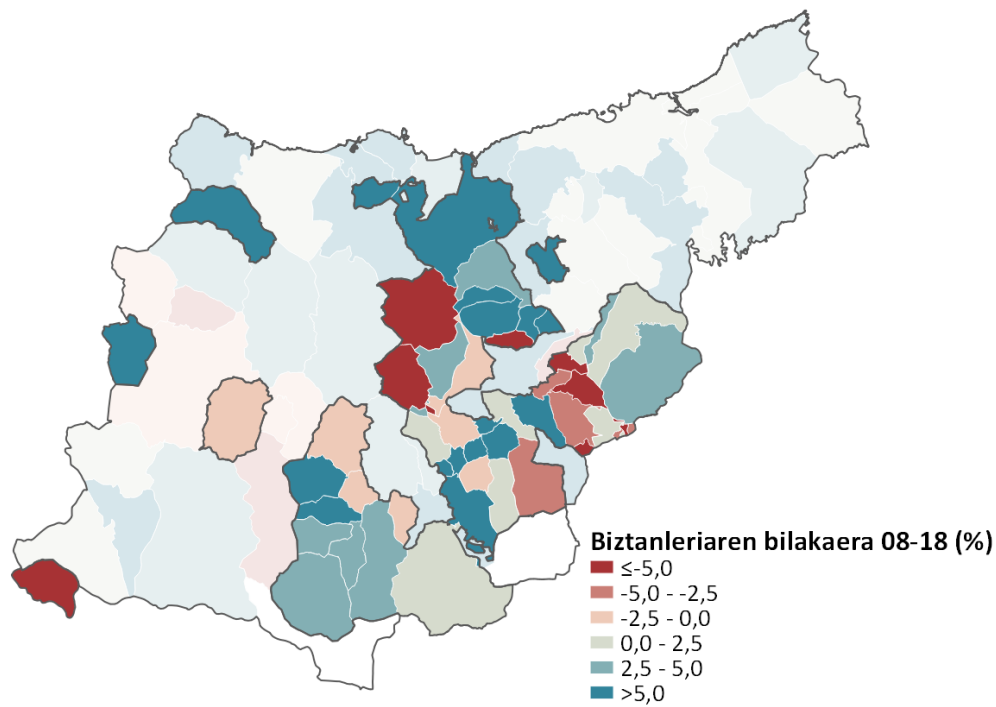 Biztanleriaren bilakaera 08-18 (%)
≤-5,0
-5,0 - -2,5
-2,5 - 0,0
0,0 - 2,5
2,5 - 5,0
>5,0